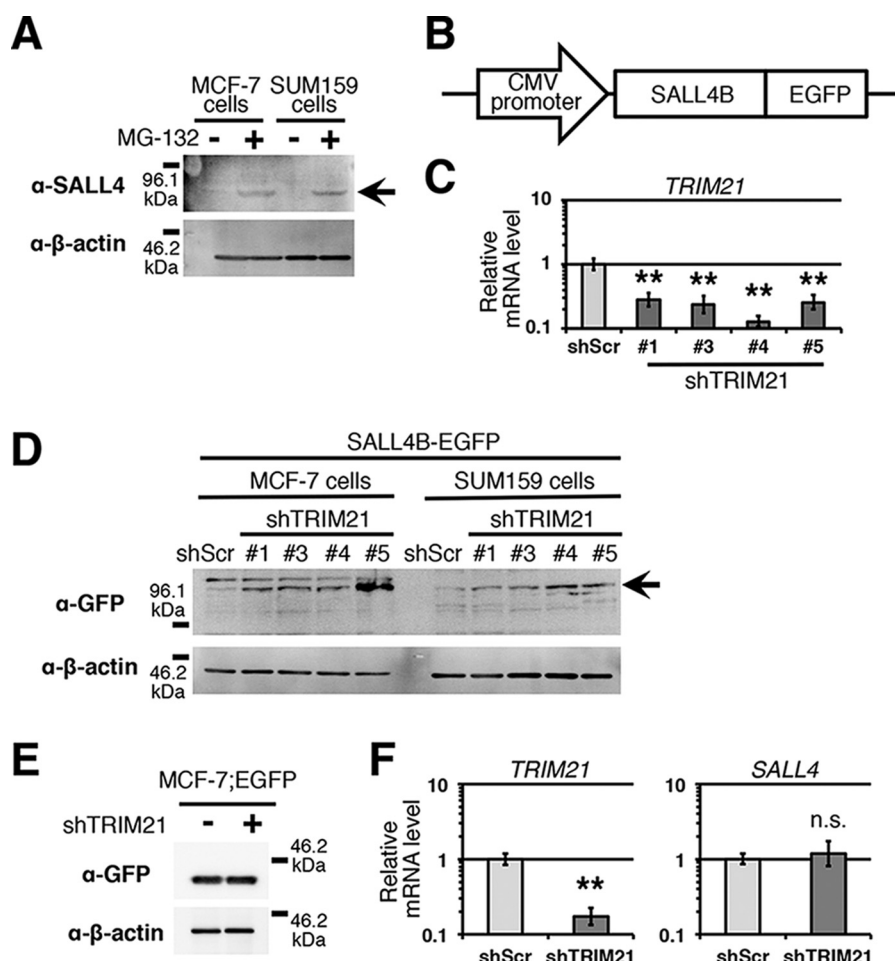 A
MCF-7 SUM159
cells cells
MG-132 - + - +
α-SALL4
96.1
kDa
α-β-actin
46.2
kDa
B
CMV
promoter
SALL4B
EGFP
C
TRIM21
Relative
mRNA level
10
1
0.1
** ** ** **
shScr #1 #3 #4 #5
shTRIM21
D
SALL4B-EGFP
MCF-7 cells SUM159 cells
shTRIM21 shTRIM21
shScr #1 #3 #4 #5 shScr #1 #3 #4 #5
α-GFP
96.1
kDa
α-β-actin
46.2
kDa
E
MCF-7;EGFP
shTRIM21 - +
α-GFP
46.2
kDa
α-β-actin
46.2
kDa
F
TRIM21
Relative
mRNA level
10
1
0.1
**
shScr shTRIM21
SALL4
10
1
0.1
n.s.
shScr shTRIM21